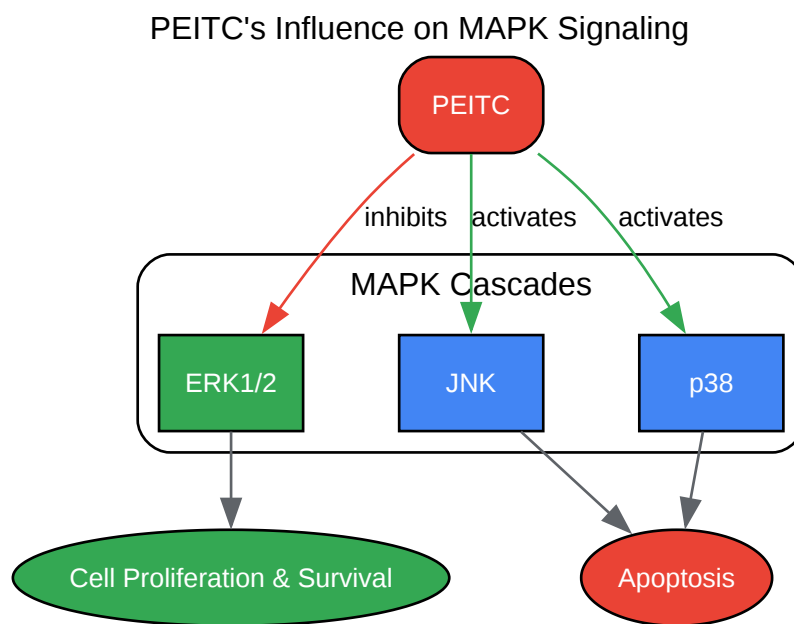 PEITC's Influence on MAPK Signaling
PEITC
inhibits
activates
activates
MAPK Cascades
ERK1/2
JNK
p38
Cell Proliferation & Survival
Apoptosis